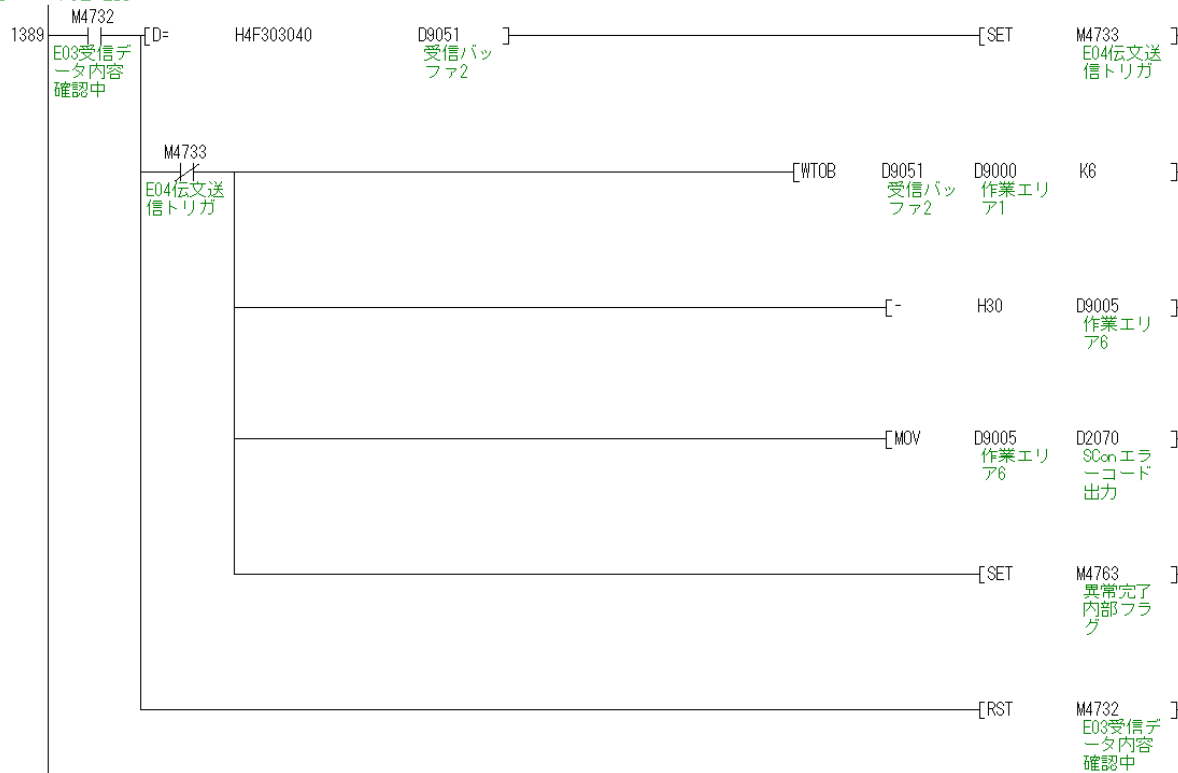 M4732
1389 [D= H4F303040 D9051 ] [SET M4733 ]
E03受信デ
ータ内容
確認中
受信バッ
ファ2
E04伝文送
信トリガ
M4733
[WTOB D9051 D9000 K6 ]
E04伝文送
信トリガ
受信バッ
ファ2
作業エリ
ア1
[- H30 D9005 ]
作業エリ
ア6
[MOV D9005 D2070 ]
作業エリ
ア6
SConエラ
ーコード
出力
[SET M4763 ]
異常完了
内部フラ
グ
[RST M4732 ]
E03受信デ
ータ内容
確認中